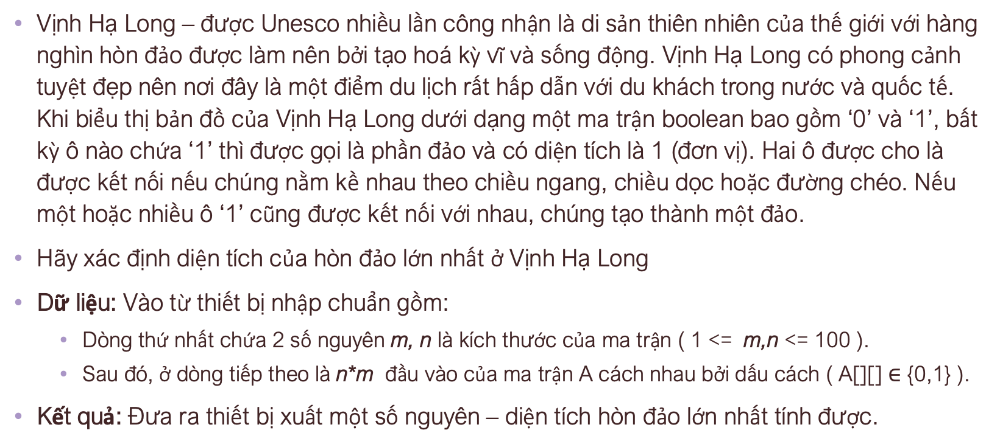 • Vịnh Hạ Long – được Unesco nhiều lần công nhận là di sản thiên nhiên của thế giới với hàng
nghìn hòn đảo được làm nên bởi tạo hoá kỳ vĩ và sống động. Vịnh Hạ Long có phong cảnh
tuyệt đẹp nên nơi đây là một điểm du lịch rất hấp dẫn với du khách trong nước và quốc tế.
Khi biểu thị bản đồ của Vịnh Hạ Long dưới dạng một ma trận boolean bao gồm ‘0’ và ‘1’, bất
kỳ ô nào chứa ‘1’ thì được gọi là phần đảo và có diện tích là 1 (đơn vị). Hai ô được cho là
được kết nối nếu chúng nằm kề nhau theo chiều ngang, chiều dọc hoặc đường chéo. Nếu
một hoặc nhiều ô ‘1’ cũng được kết nối với nhau, chúng tạo thành một đảo.
• Hãy xác định diện tích của hòn đảo lớn nhất ở Vịnh Hạ Long
• Dữ liệu: Vào từ thiết bị nhập chuẩn gồm:
• Dòng thứ nhất chứa 2 số nguyên m, n là kích thước của ma trận ( 1 <= m,n <= 100 ).
• Sau đó, ở dòng tiếp theo là n*m đầu vào của ma trận A cách nhau bởi dấu cách ( A[][] ∈ {0,1} ).
• Kết quả: Đưa ra thiết bị xuất một số nguyên – diện tích hòn đảo lớn nhất tính được.